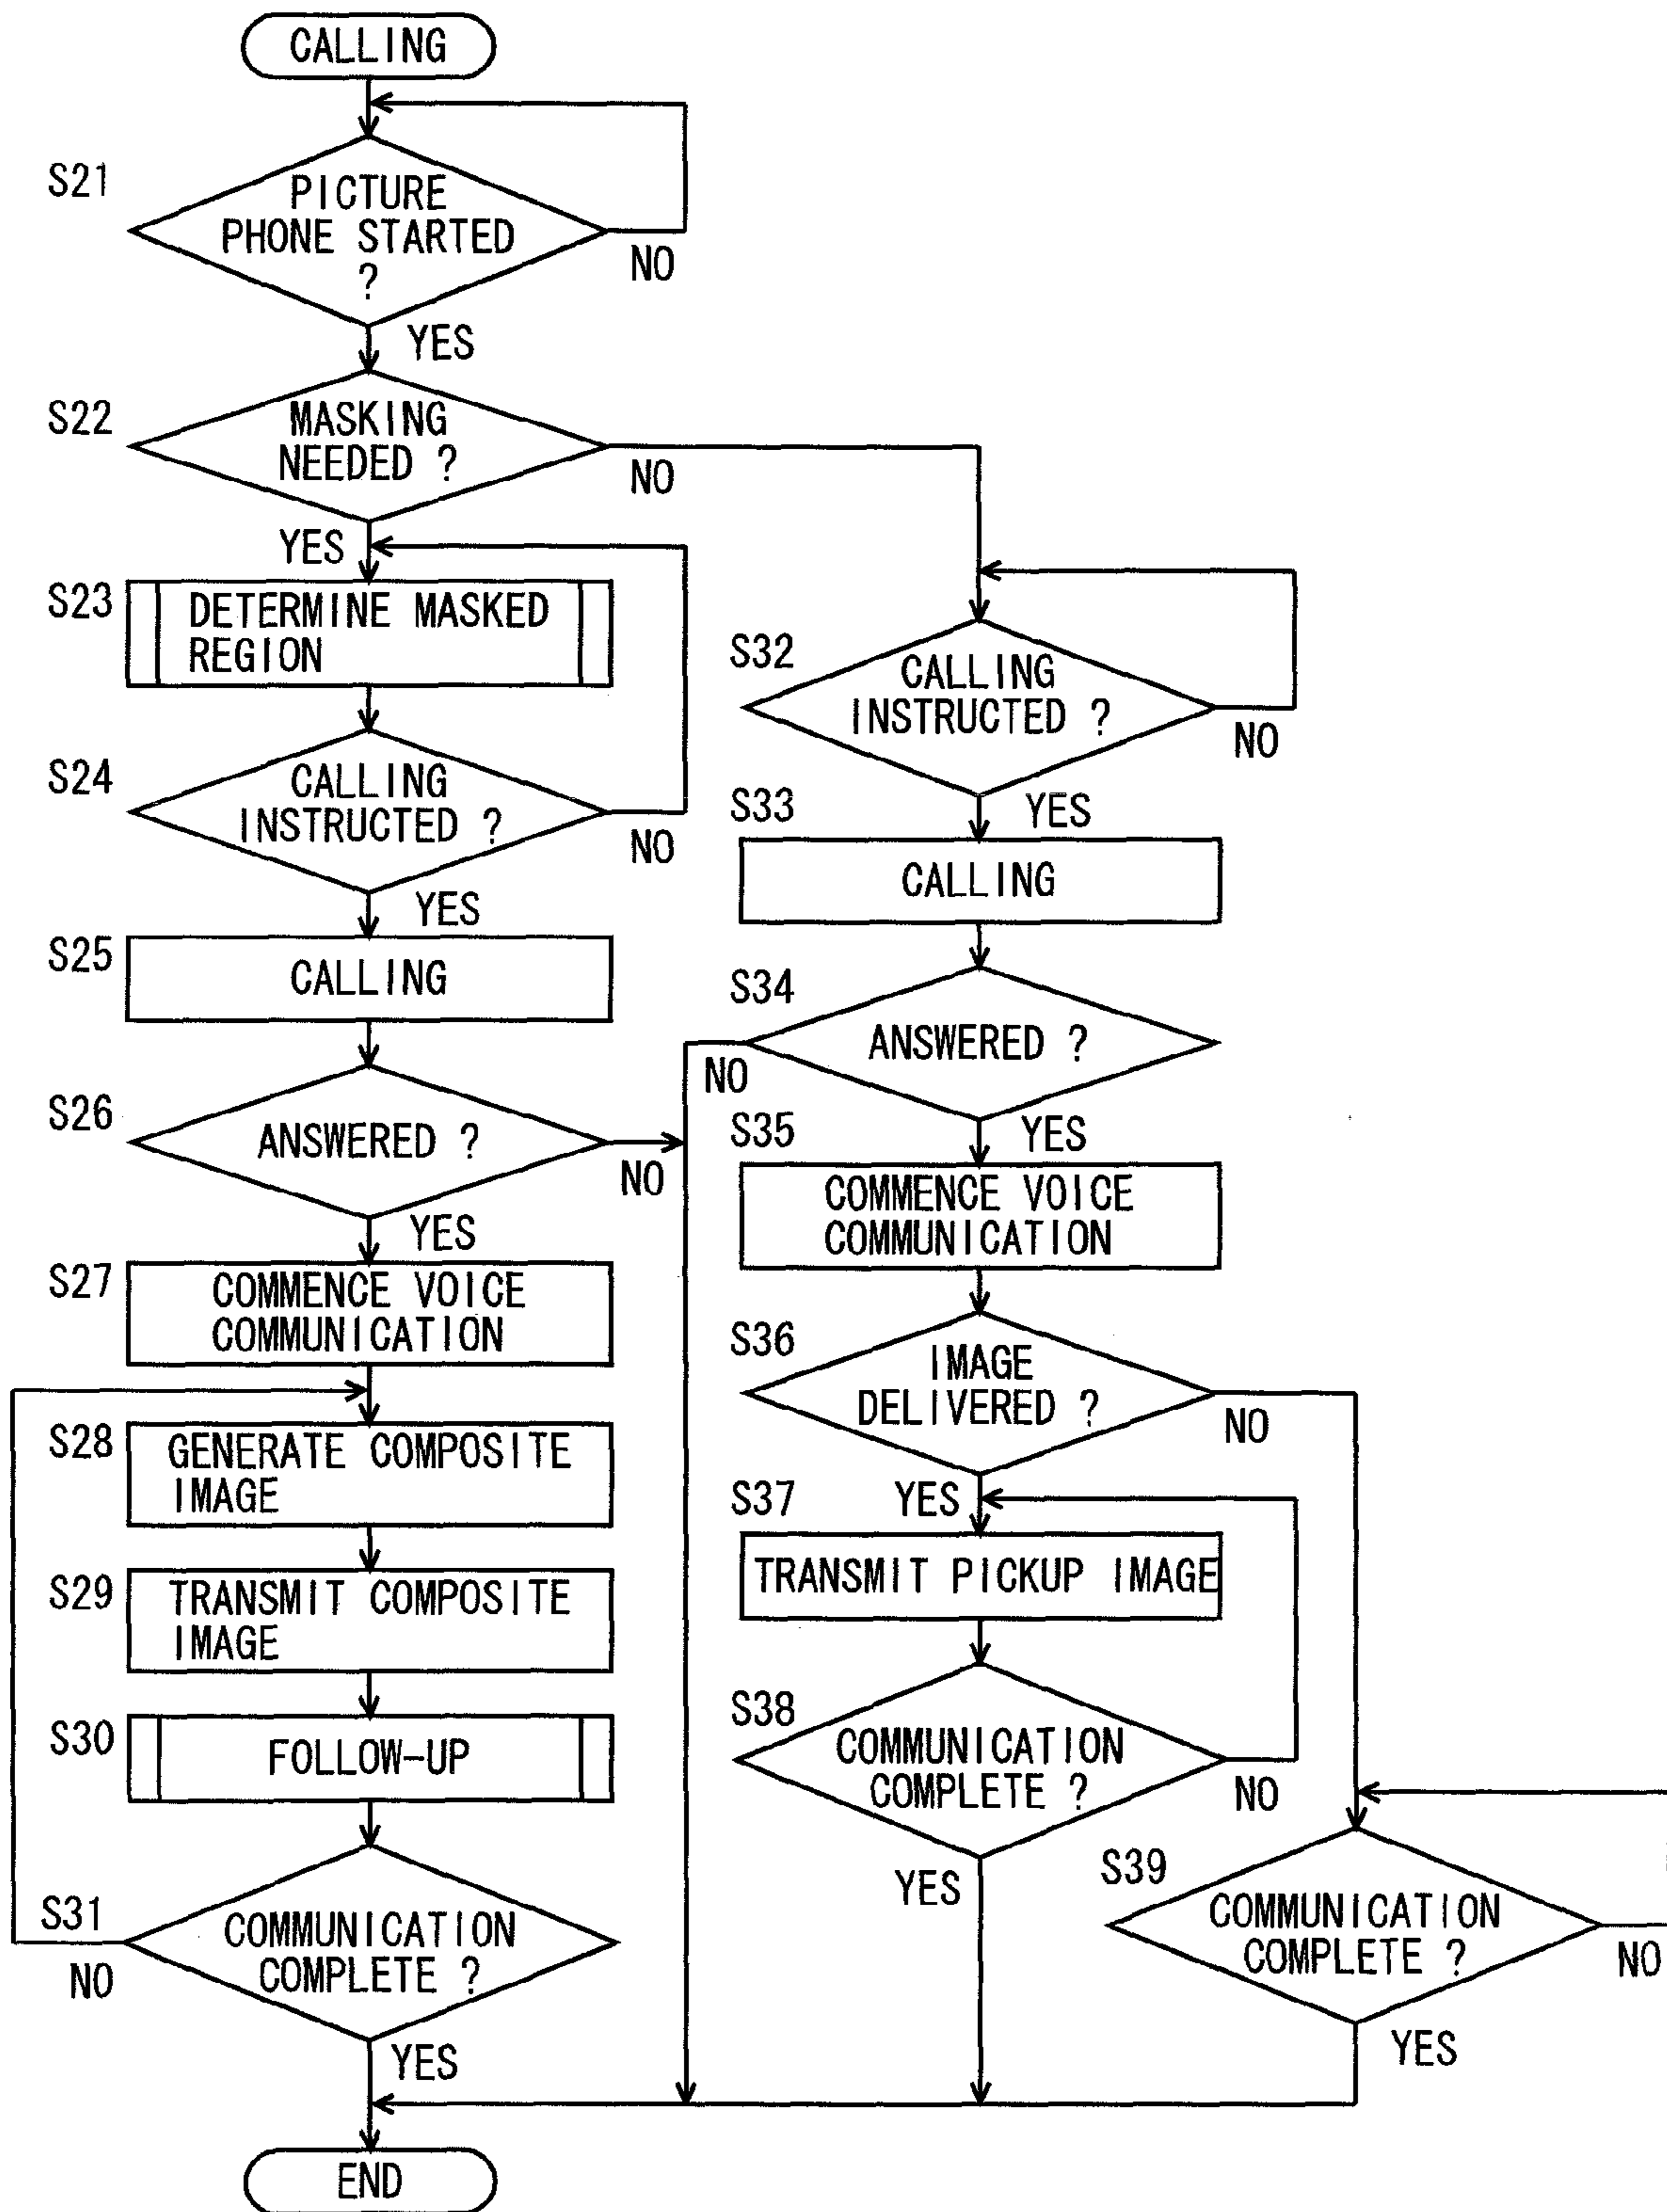 CALLING
S21
PICTURE
PHONE STARTED
?
NO
YES
S22
MASKING
NEEDED ?
NO
YES
S23
DETERMINE MASKED
REGION
S24
CALLING
INSTRUCTED ?
NO
YES
S25
CALLING
S26
ANSWERED ?
NO
YES
S27
COMMENCE VOICE
COMMUNICATION
S28
GENERATE COMPOSITE
IMAGE
S29
TRANSMIT COMPOSITE
IMAGE
S30
FOLLOW-UP
S31
COMMUNICATION
COMPLETE ?
NO
YES
S32
CALLING
INSTRUCTED ?
NO
YES
S33
CALLING
S34
ANSWERED ?
NO
YES
S35
COMMENCE VOICE
COMMUNICATION
S36
IMAGE
DELIVERED ?
NO
YES
S37
TRANSMIT PICKUP IMAGE
S38
COMMUNICATION
COMPLETE ?
NO
YES
S39
COMMUNICATION
COMPLETE ?
NO
YES
END